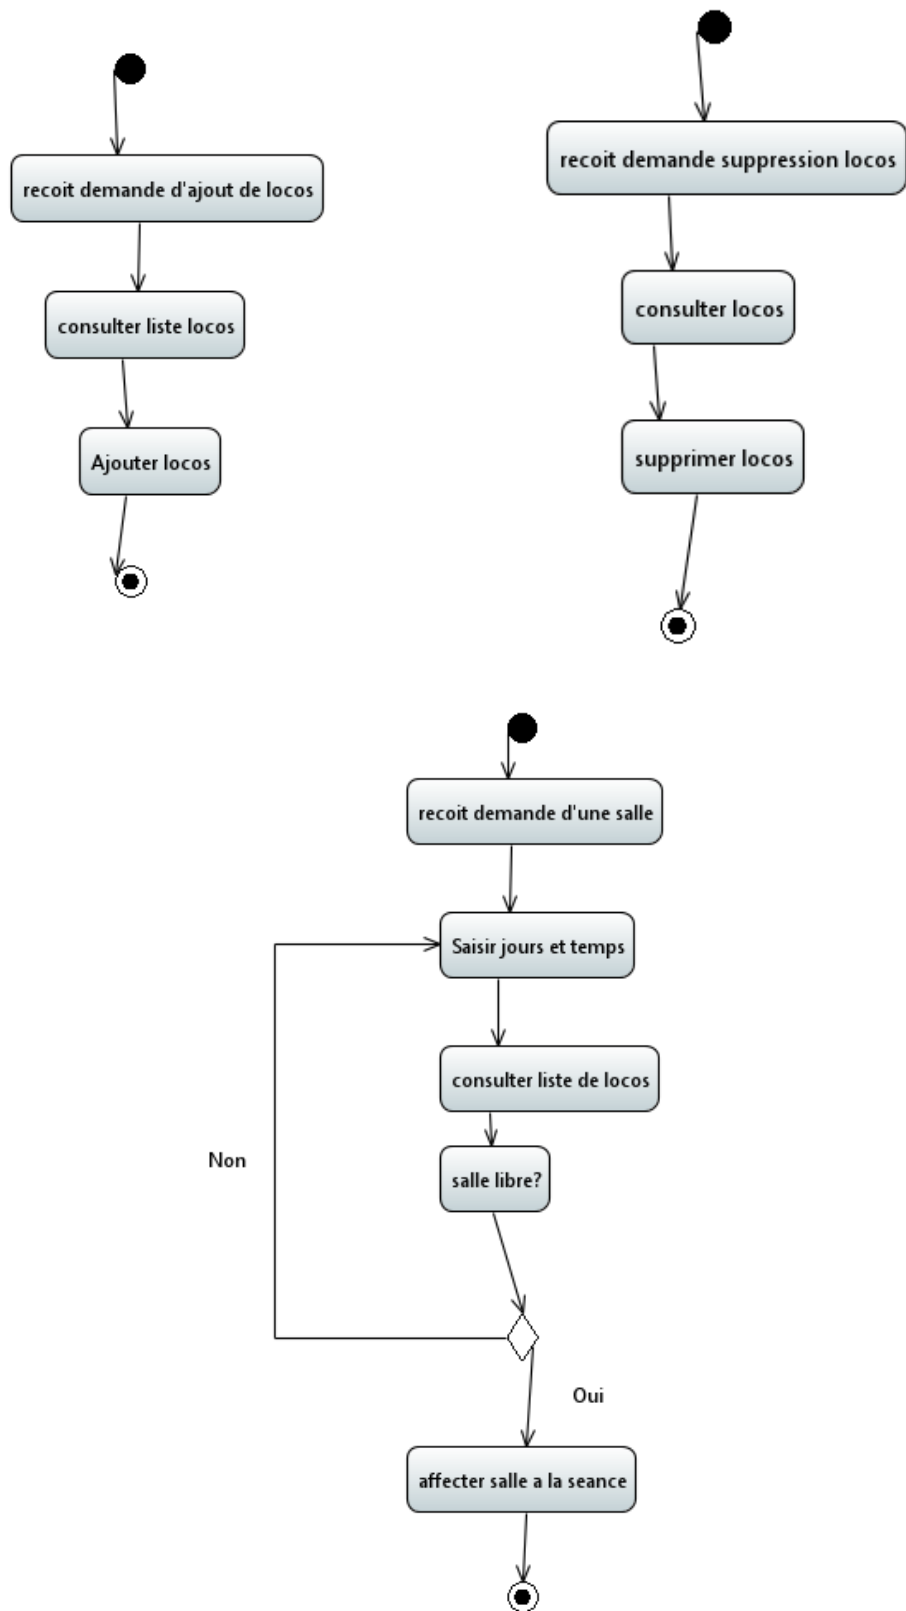 recoit demande d'ajout de locos
consulter liste locos
Ajouter locos
recoit demande suppression locos
consulter locos
supprimer locos
recoit demande d'une salle
Saisir jours et temps
consulter liste de locos
Non
salle libre?
Oui
affecter salle a la seance